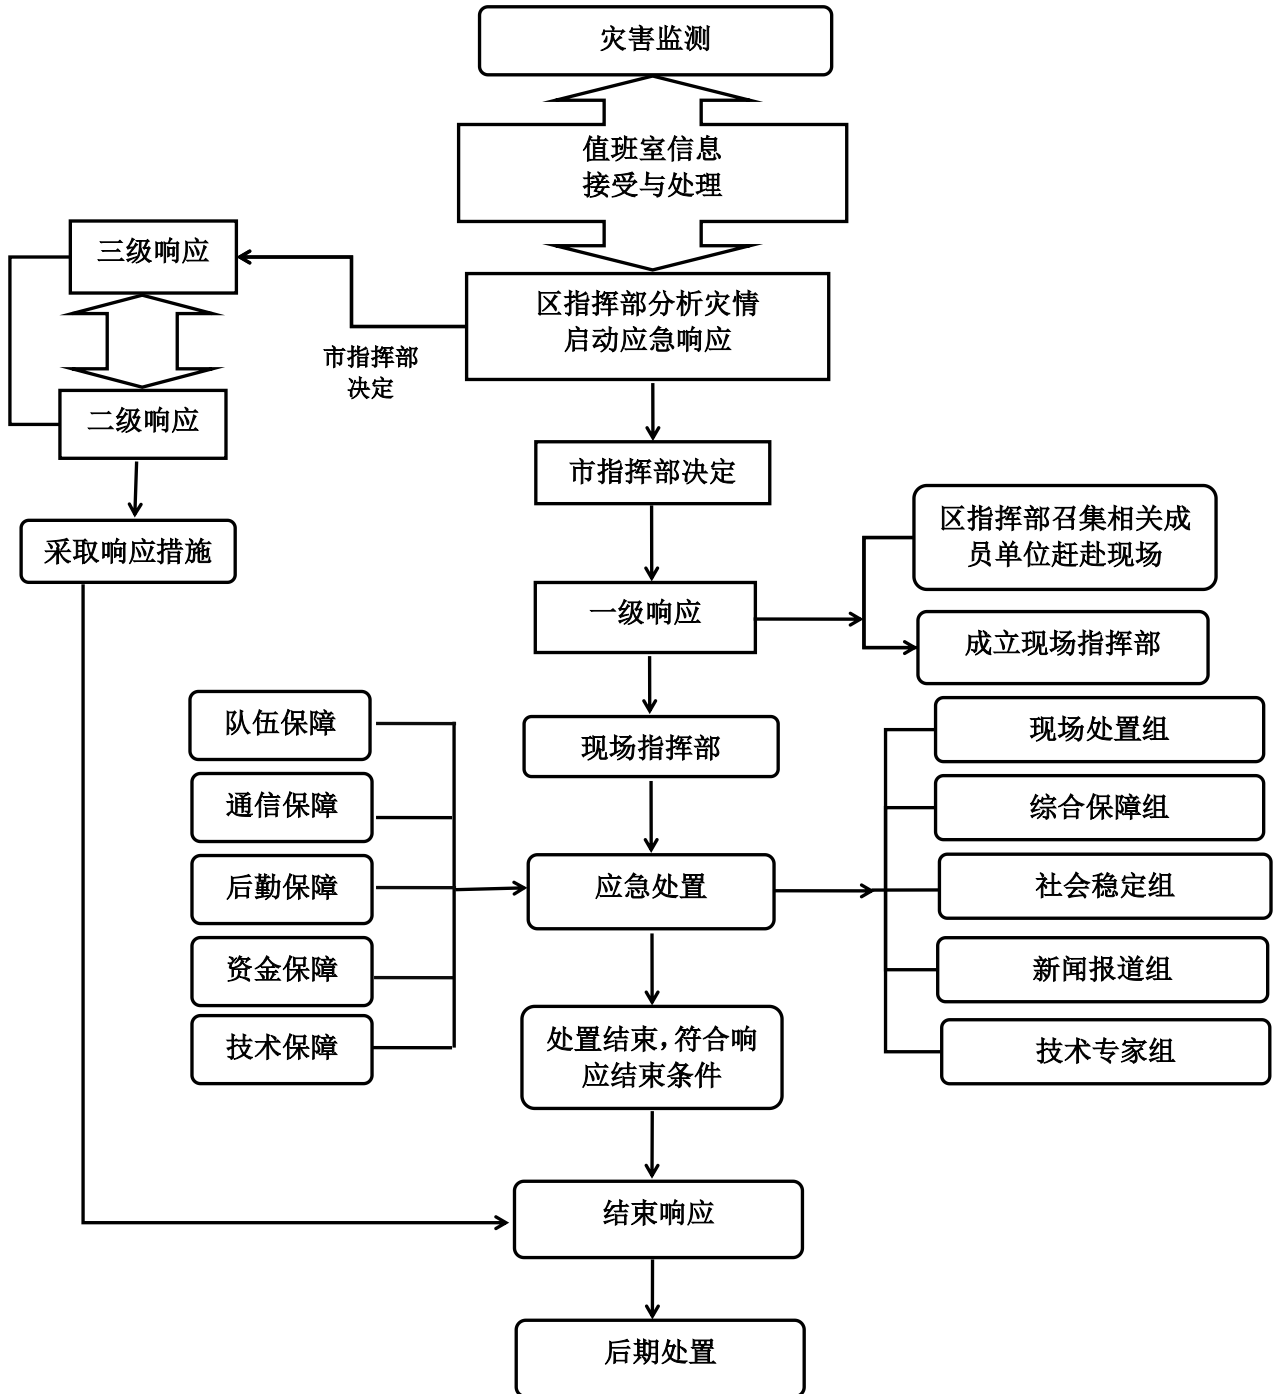 灾害监测
值班室信息
接受与处理
三级响应
区指挥部分析灾情
启动应急响应
市指挥部
决定
二级响应
市指挥部决定
采取响应措施
区指挥部召集相关成
员单位赶赴现场
一级响应
成立现场指挥部
队伍保障
现场指挥部
现场处置组
通信保障
综合保障组
后勤保障
应急处置
社会稳定组
资金保障
新闻报道组
技术保障
处置结束，符合响
应结束条件
技术专家组
结束响应
后期处置